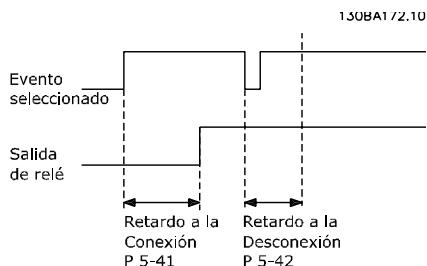 130BA172.10
Evento
seleccionado
Salida
de relé
Retardo a la
Conexión
P 5-41
Retardo a la
Desconexión
P 5-42